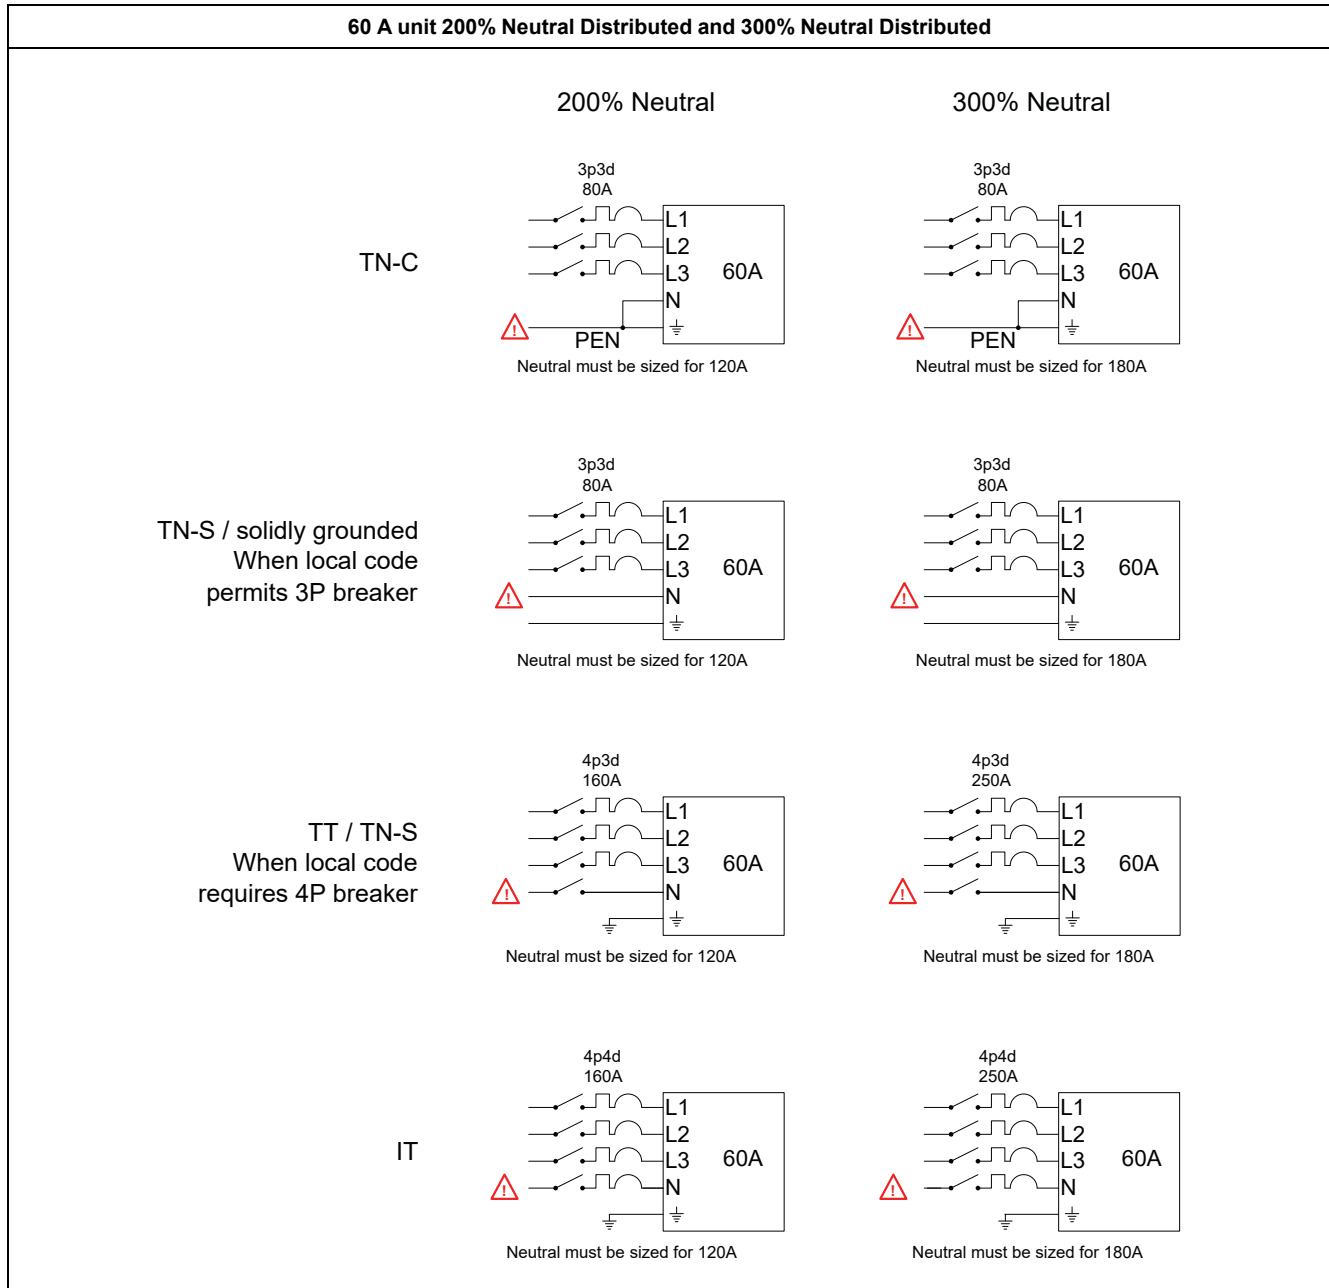 60 A unit 200% Neutral Distributed and 300% Neutral Distributed
200% Neutral
300% Neutral
TN-C
3p3d
80A
L1
L2
L3
N
60A
PEN
Neutral must be sized for 120A
3p3d
80A
L1
L2
L3
N
60A
PEN
Neutral must be sized for 180A
TN-S / solidly grounded
When local code
permits 3P breaker
3p3d
80A
L1
L2
L3
N
60A
Neutral must be sized for 120A
3p3d
80A
L1
L2
L3
N
60A
Neutral must be sized for 180A
TT / TN-S
When local code
requires 4P breaker
4p3d
160A
L1
L2
L3
N
60A
Neutral must be sized for 120A
4p3d
250A
L1
L2
L3
N
60A
Neutral must be sized for 180A
IT
4p4d
160A
L1
L2
L3
N
60A
Neutral must be sized for 120A
4p4d
250A
L1
L2
L3
N
60A
Neutral must be sized for 180A